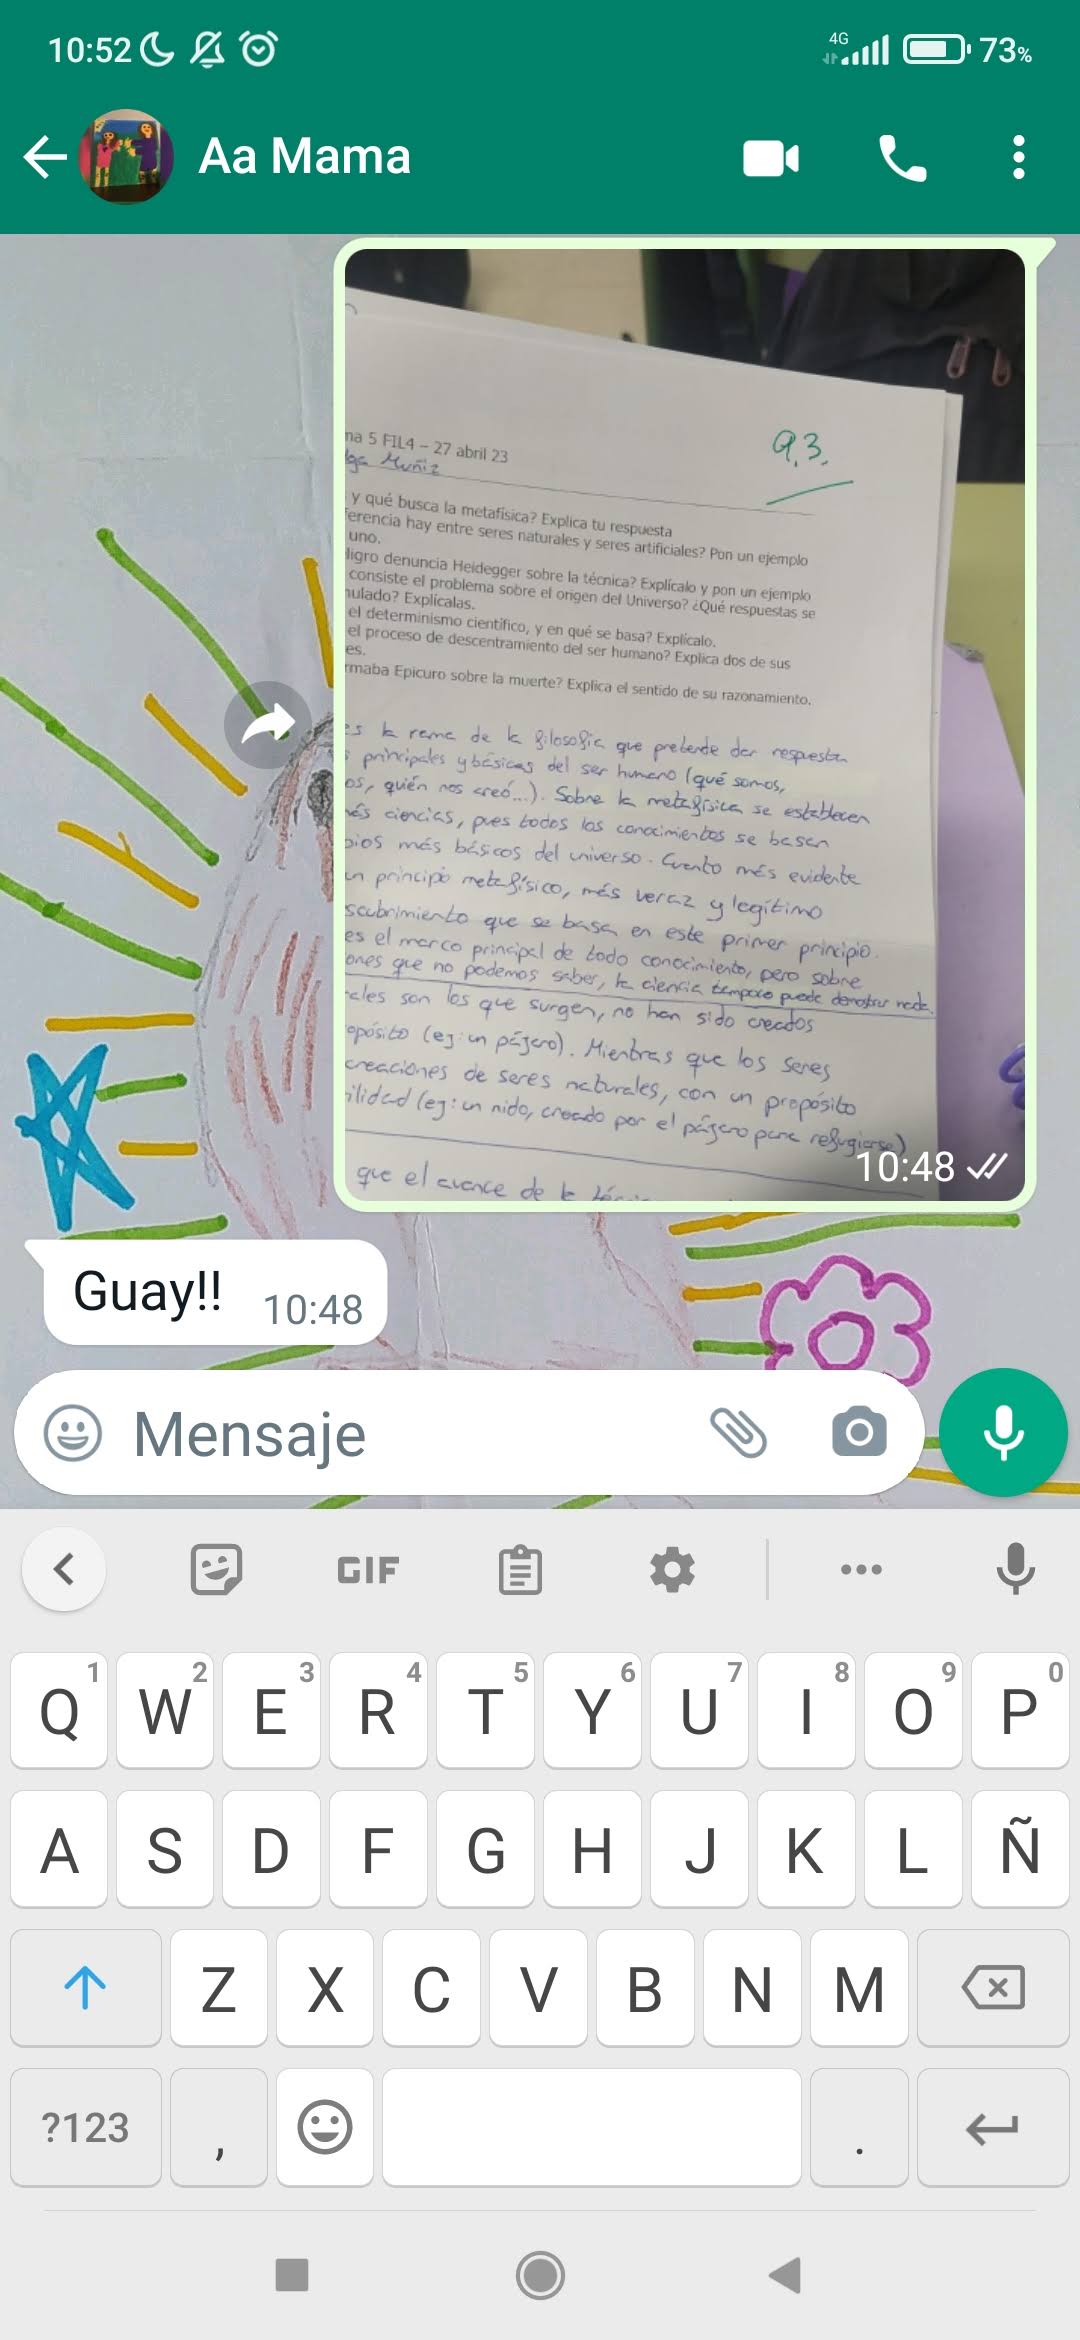 10:52
4G
73%
Aa Mama
na 5 FIL4 - 27 abril 23
9.3.
lga Muñiz
y qué busca la metafísica? Explica tu respuesta
ferencia hay entre seres naturales y seres artificiales? Pon un ejemplo
uno.
ligro denuncia Heidegger sobre la técnica? Explícalo y pon un ejemplo
consiste el problema sobre el origen del Universo? ¿Qué respuestas se
nulado? Explícalas.
el determinismo científico, y en qué se basa? Explícalo.
el proceso de descentramiento del ser humano? Explica dos de sus
es.
rmaba Epicuro sobre la muerte? Explica el sentido de su razonamiento.
es la rama de la filosofía que pretende dar respuesta
principales y básicas del ser humano (qué somos,
os, quién nos creó...). Sobre la metafísica se establecen
más ciencias, pues todos los conocimientos se basan
pios más básicos del universo. Cuanto más evidente
un principio metafísico, más veraz y legítimo
scubrimiento que se basa en este primer principio.
es el marco principal de todo conocimiento, pero sobre
ones que no podemos saber, la ciencia tampoco puede demostrar nada.
rales son los que surgen, no han sido creados
opósito (ej: un pájaro). Mientras que los seres
creaciones de seres naturales, con un propósito
ilidad (ej: un nido, creado por el pájaro para refugiarse)
que el avance de la
10:48
Guay!! 10:48
Mensaje
GIF
1 2 3 4 5 6 7 8 9 0
Q W E R T Y U I O P
A S D F G H J K L Ñ
Z X C V B N M
?123 , .